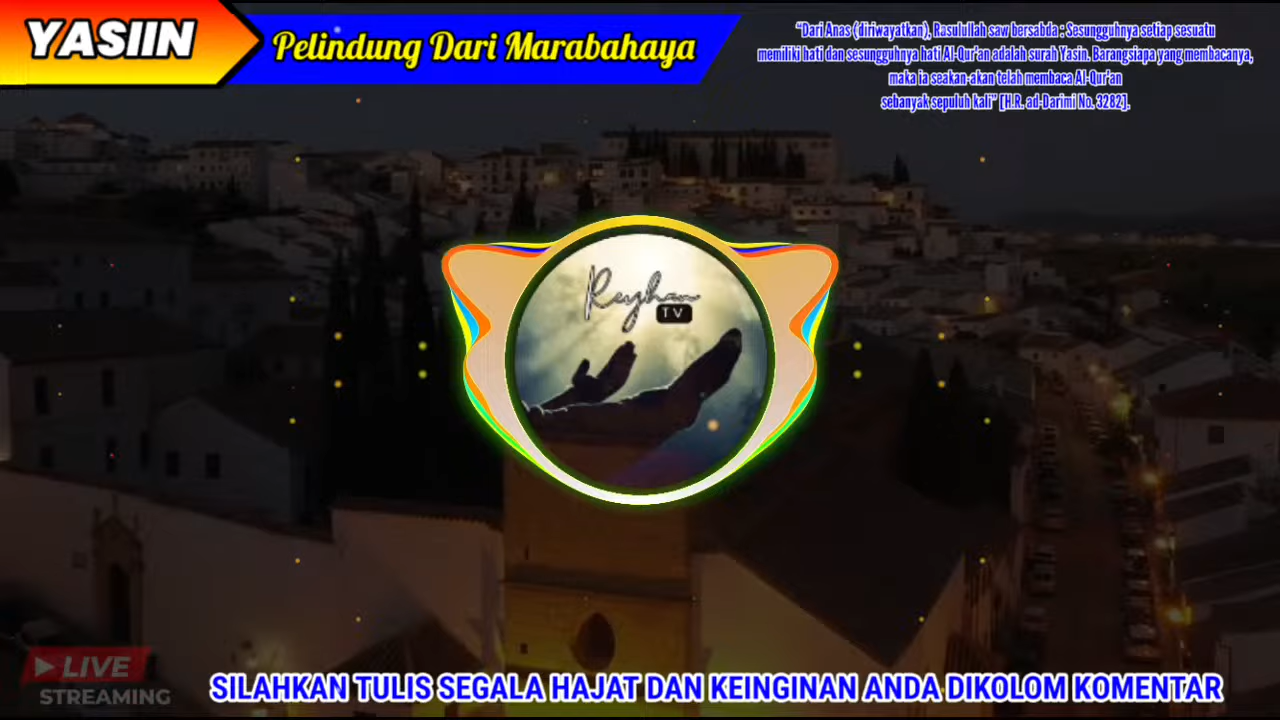 YASIIN
Pelindung Dari Marabahaya
"Dari Anas (diriwayatkan), Rasulullah saw bersabda : Sesungguhnya setiap sesuatu
memiliki hati dan sesungguhnya hati Al-Qur'an adalah surah Yasin. Barangsiapa yang membacanya,
maka ia seakan-akan telah membaca Al-Qur'an
sebanyak sepuluh kali" [H.R. ad-Darimi No. 3282].
Reyhan
TV
LIVE
STREAMING
SILAHKAN TULIS SEGALA HAJAT DAN KEINGINAN ANDA DIKOLOM KOMENTAR